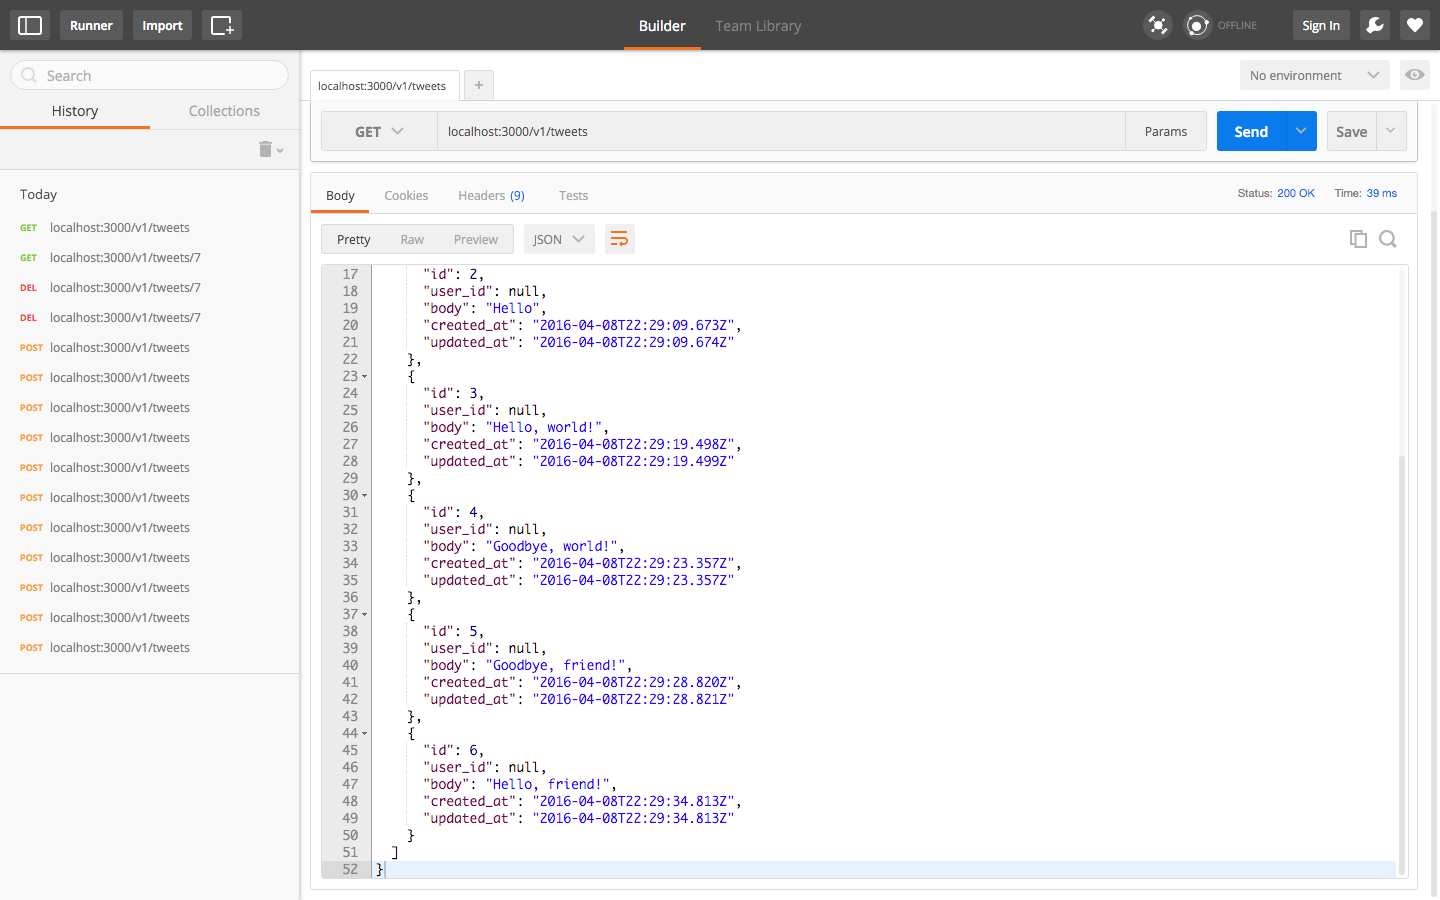 Runner
Import
Builder
Team Library
OFFLINE
Sign In
Search
History
Collections
Today
GET localhost:3000/v1/tweets
GET localhost:3000/v1/tweets/7
DEL localhost:3000/v1/tweets/7
DEL localhost:3000/v1/tweets/7
POST localhost:3000/v1/tweets
POST localhost:3000/v1/tweets
POST localhost:3000/v1/tweets
POST localhost:3000/v1/tweets
POST localhost:3000/v1/tweets
POST localhost:3000/v1/tweets
POST localhost:3000/v1/tweets
POST localhost:3000/v1/tweets
POST localhost:3000/v1/tweets
POST localhost:3000/v1/tweets
POST localhost:3000/v1/tweets
localhost:3000/v1/tweets
+
No environment
GET
localhost:3000/v1/tweets
Params
Send
Save
Body
Cookies
Headers (9)
Tests
Status: 200 OK
Time: 39 ms
Pretty
Raw
Preview
JSON
17 "id": 2,
18 "user_id": null,
19 "body": "Hello",
20 "created_at": "2016-04-08T22:29:09.673Z",
21 "updated_at": "2016-04-08T22:29:09.674Z"
22 },
23 {
24 "id": 3,
25 "user_id": null,
26 "body": "Hello, world!",
27 "created_at": "2016-04-08T22:29:19.498Z",
28 "updated_at": "2016-04-08T22:29:19.499Z"
29 },
30 {
31 "id": 4,
32 "user_id": null,
33 "body": "Goodbye, world!",
34 "created_at": "2016-04-08T22:29:23.357Z",
35 "updated_at": "2016-04-08T22:29:23.357Z"
36 },
37 {
38 "id": 5,
39 "user_id": null,
40 "body": "Goodbye, friend!",
41 "created_at": "2016-04-08T22:29:28.820Z",
42 "updated_at": "2016-04-08T22:29:28.821Z"
43 },
44 {
45 "id": 6,
46 "user_id": null,
47 "body": "Hello, friend!",
48 "created_at": "2016-04-08T22:29:34.813Z",
49 "updated_at": "2016-04-08T22:29:34.813Z"
50 }
51 ]
52 }